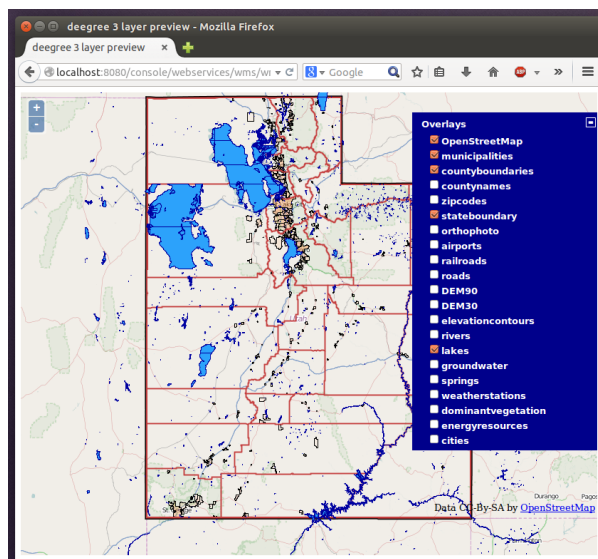 deegree 3 layer preview - Mozilla Firefox
deegree 3 layer preview
localhost:8080/console/webservices/wms/
Google
Overlays
OpenStreetMap
municipalities
countyboundaries
countynames
zipcodes
stateboundary
orthophoto
airports
railroads
roads
DEM90
DEM30
elevationcontours
rivers
lakes
groundwater
springs
weatherstations
dominantvegetation
energyresources
cities
Durango
Data CC-By-SA by OpenStreetMap